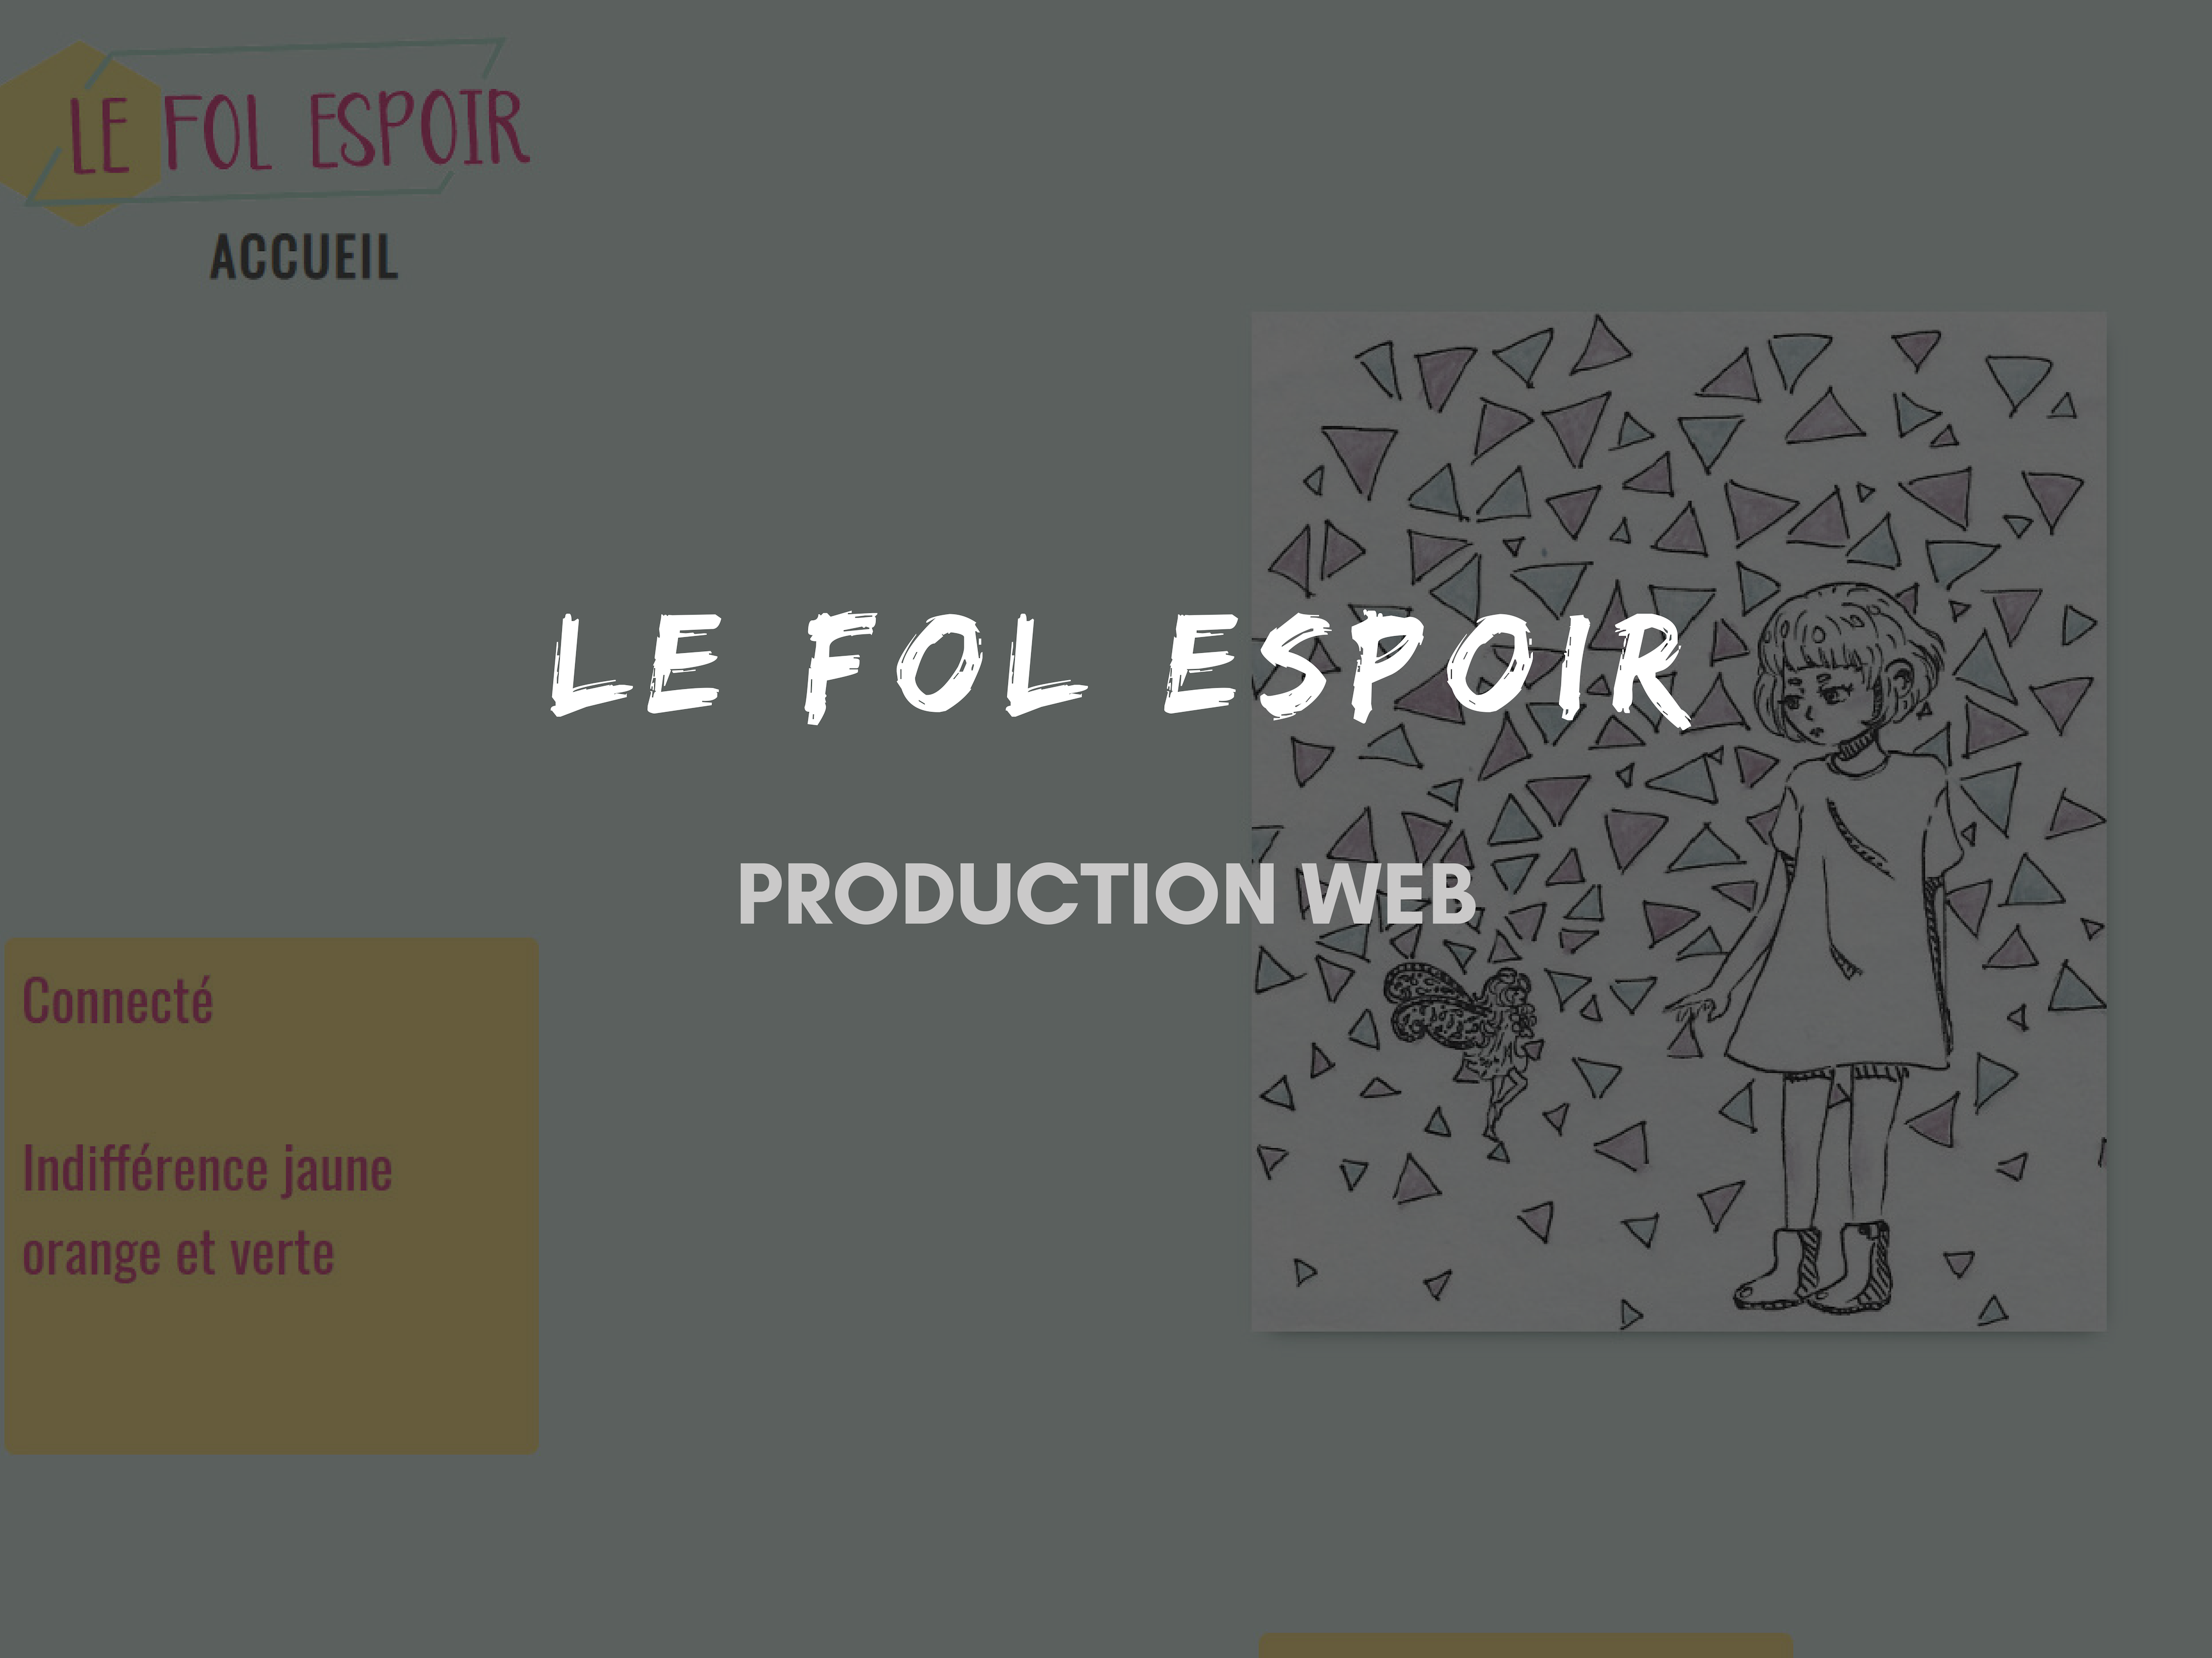 LE FOL ESPOIR
ACCUEIL
LE FOL ESPOIR
PRODUCTION WEB
Connecté
Indifférence jaune
orange et verte